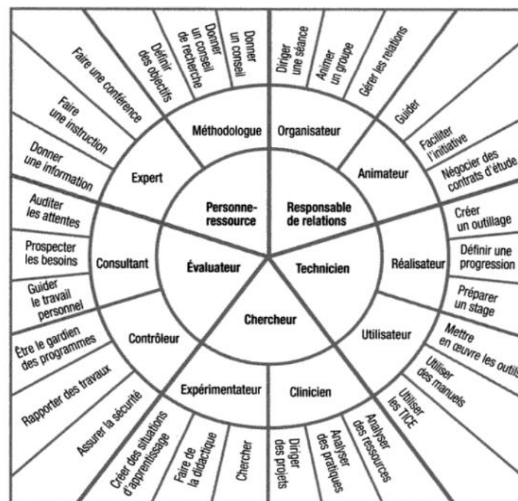 Faire une conférence
Définir
des objectifs
Donner
un conseil
de recherche
Donner
un conseil
Diriger
une séance
Animer
un groupe
Gérer les relations
Guider
Faciliter
l'initiative
Négocier des
contrats d'étude
Faire
une instruction
Donner
une information
Méthodologue
Organisateur
Expert
Animateur
Personne-
ressource
Responsable
de relations
Auditer
les attentes
Prospecter
les besoins
Guider
le travail
personnel
Consultant
Évaluateur
Technicien
Réalisateur
Créer
un outillage
Définir une
progression
Préparer
un stage
Chercheur
Contrôleur
Utilisateur
Être le gardien
des programmes
Rapporter des travaux
Assurer la sécurité
Mettre
en œuvre les outils
Utiliser
des manuels
Utiliser
les TICE
Expérimentateur
Clinicien
Créer des situations
d'apprentissage
Faire de
la didactique
Chercher
Diriger
des projets
Analyser
des pratiques
Analyser
des ressources